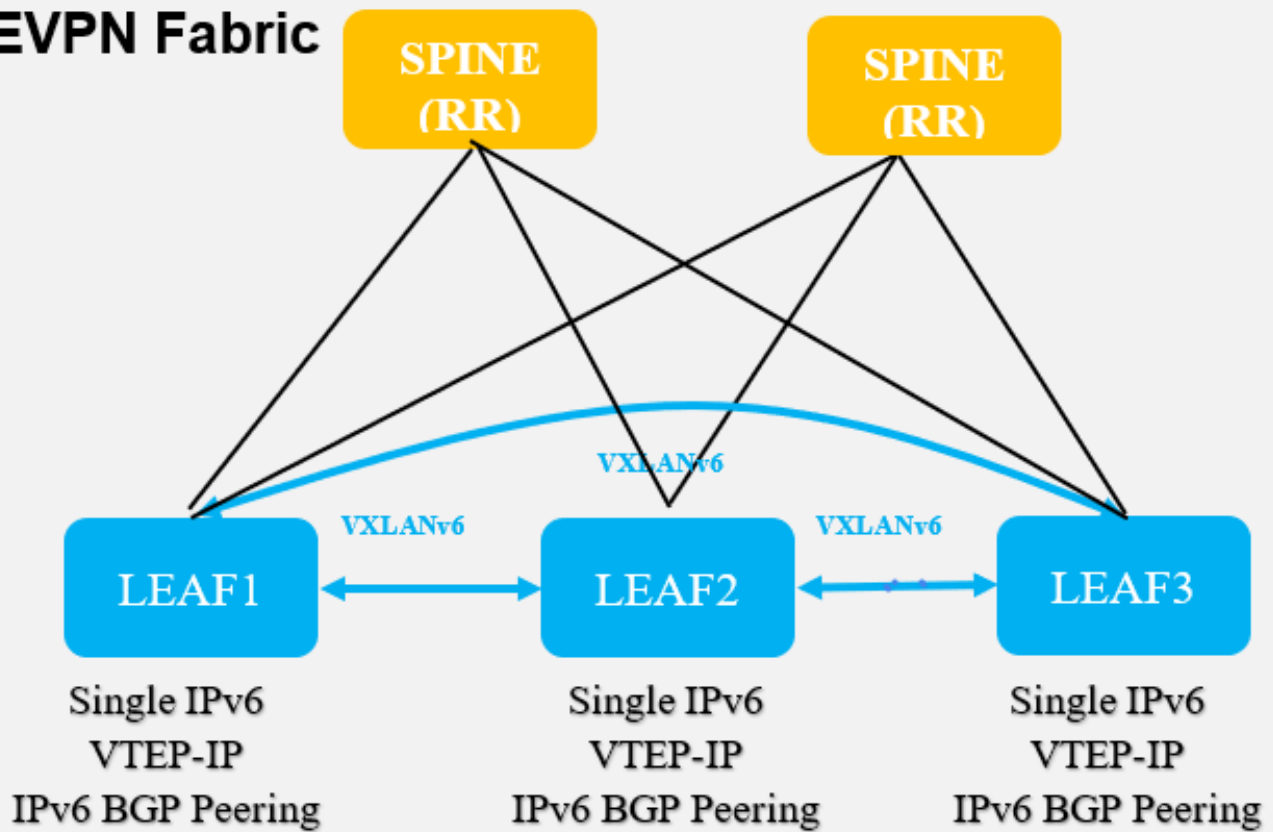 EVPN Fabric
SPINE
(RR)
SPINE
(RR)
VXLANv6
VXLANv6
VXLANv6
LEAF1
LEAF2
LEAF3
Single IPv6
VTEP-IP
IPv6 BGP Peering
Single IPv6
VTEP-IP
IPv6 BGP Peering
Single IPv6
VTEP-IP
IPv6 BGP Peering